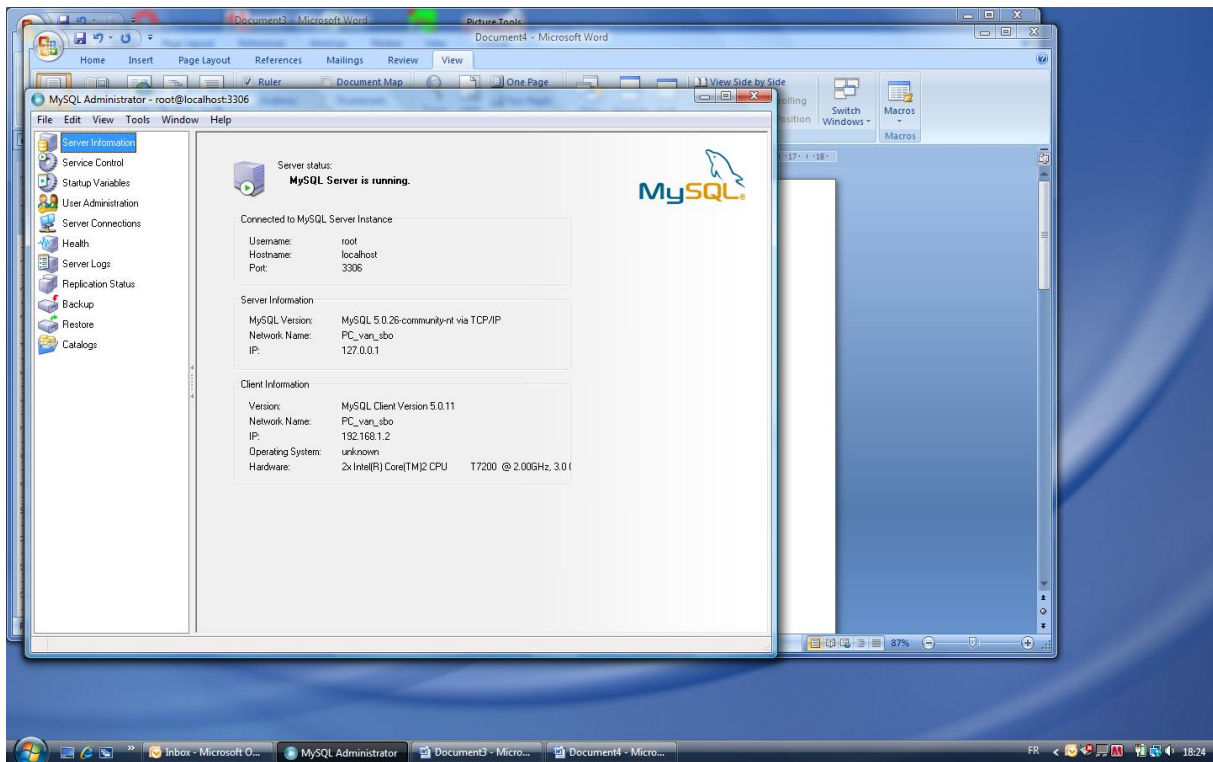 Document3 - Microsoft Word
Picture Tools
Document4 - Microsoft Word
Home Insert Page Layout References Mailings Review View
Ruler Document Map One Page View Side by Side
Switch Windows Macros
Macros
MySQL Administrator - root@localhost:3306
File Edit View Tools Window Help
Server Information
Service Control
Startup Variables
User Administration
Server Connections
Health
Server Logs
Replication Status
Backup
Restore
Catalogs
Server status:
MySQL Server is running.
MySQL®
Connected to MySQL Server Instance
Username: root
Hostname: localhost
Port: 3306
Server Information
MySQL Version: MySQL 5.0.26-community-nt via TCP/IP
Network Name: PC_van_sbo
IP: 127.0.0.1
Client Information
Version: MySQL Client Version 5.0.11
Network Name: PC_van_sbo
IP: 192.168.1.2
Operating System: unknown
Hardware: 2x Intel(R) Core(TM)2 CPU T7200 @ 2.00GHz, 3.0
·17· ·18·
87%
Inbox - Microsoft O... MySQL Administrator Document3 - Micro... Document4 - Micro... FR 18:24